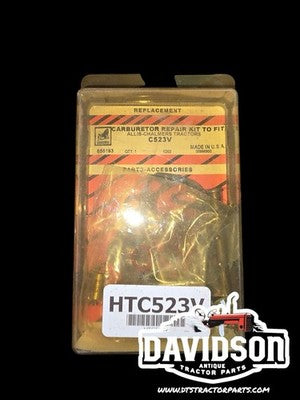 REPLACEMENT
CARBURETOR REPAIR KIT TO FIT
ALLIS-CHALMERS TRACTORS
C523V
MADE IN U.S.A.
PARTS-ACCESSORIES
HTC523V
DAVIDSON
ANTIQUE
TRACTOR PARTS
WWW.DTSTRACTORPARTS.COM